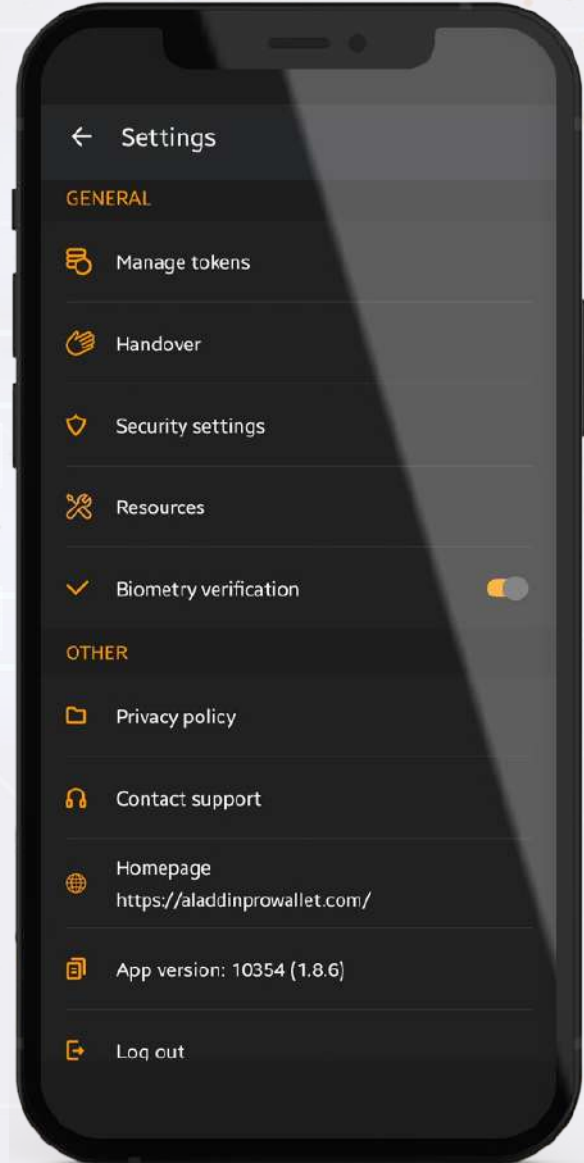 Settings
GENERAL
Manage tokens
Handover
Security settings
Resources
Biometry verification
OTHER
Privacy policy
Contact support
Homepage
https://aladdinprowallet.com/
App version: 10354 (1.8.6)
Log out